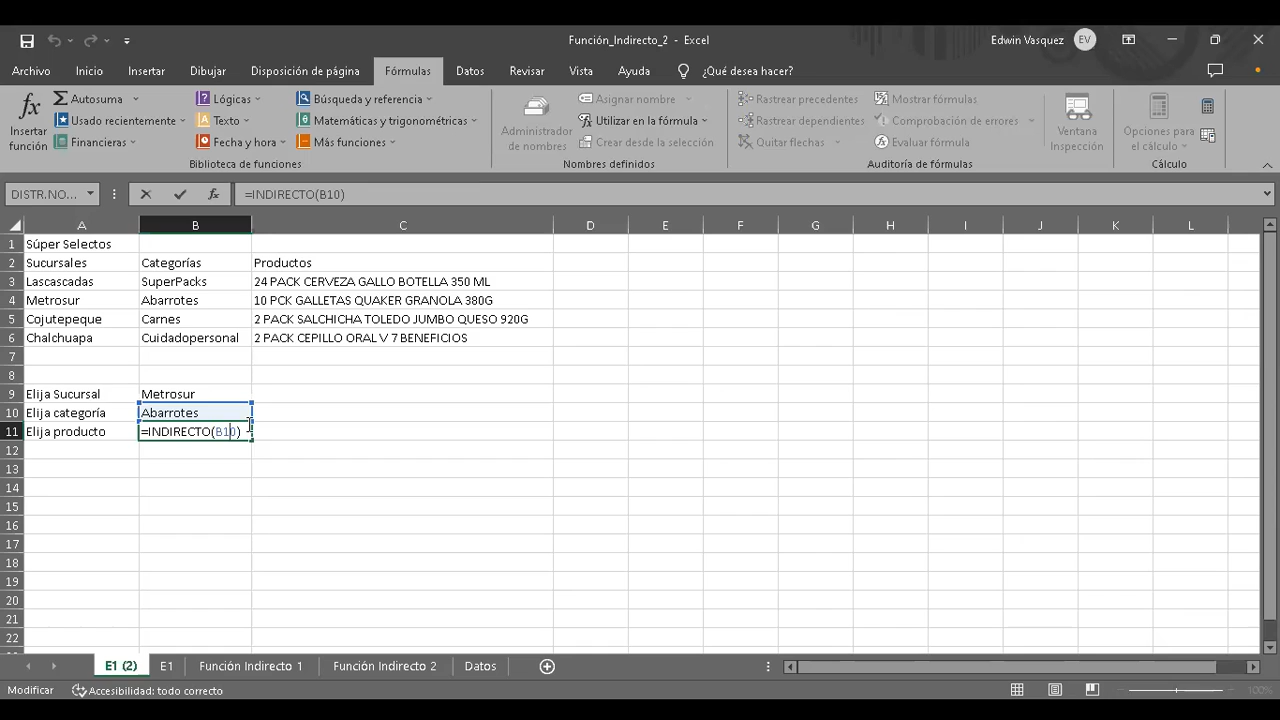 Función_Indirecto_2 - Excel
Edwin Vasquez EV
Archivo Inicio Insertar Dibujar Disposición de página Fórmulas Datos Revisar Vista Ayuda ¿Qué desea hacer?
fx Insertar función
Autosuma
Usado recientemente
Financieras
Lógicas
Texto
Fecha y hora
Búsqueda y referencia
Matemáticas y trigonométricas
Más funciones
Biblioteca de funciones
Administrador de nombres
Asignar nombre
Utilizar en la fórmula
Crear desde la selección
Nombres definidos
Rastrear precedentes
Rastrear dependientes
Quitar flechas
Mostrar fórmulas
Comprobación de errores
Evaluar fórmula
Auditoría de fórmulas
Ventana Inspección
Opciones para el cálculo
Cálculo
DISTR.NO... fx =INDIRECTO(B10)
A B C D E F G H I J K L
1 Súper Selectos
2 Sucursales Categorías Productos
3 Lascascadas SuperPacks 24 PACK CERVEZA GALLO BOTELLA 350 ML
4 Metrosur Abarrotes 10 PCK GALLETAS QUAKER GRANOLA 380G
5 Cojutepeque Carnes 2 PACK SALCHICHA TOLEDO JUMBO QUESO 920G
6 Chalchuapa Cuidadopersonal 2 PACK CEPILLO ORAL V 7 BENEFICIOS
7
8
9 Elija Sucursal Metrosur
10 Elija categoría Abarrotes
11 Elija producto =INDIRECTO(B10)
12
13
14
15
16
17
18
19
20
21
22
E1 (2) E1 Función Indirecto 1 Función Indirecto 2 Datos
Modificar Accesibilidad: todo correcto 100%